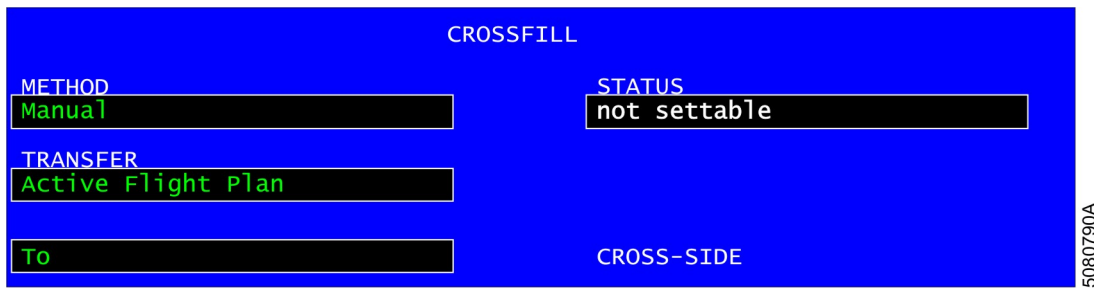 CROSSFILL
METHOD
Manual
STATUS
not settable
TRANSFER
Active Flight Plan
To
CROSS-SIDE
5080790A